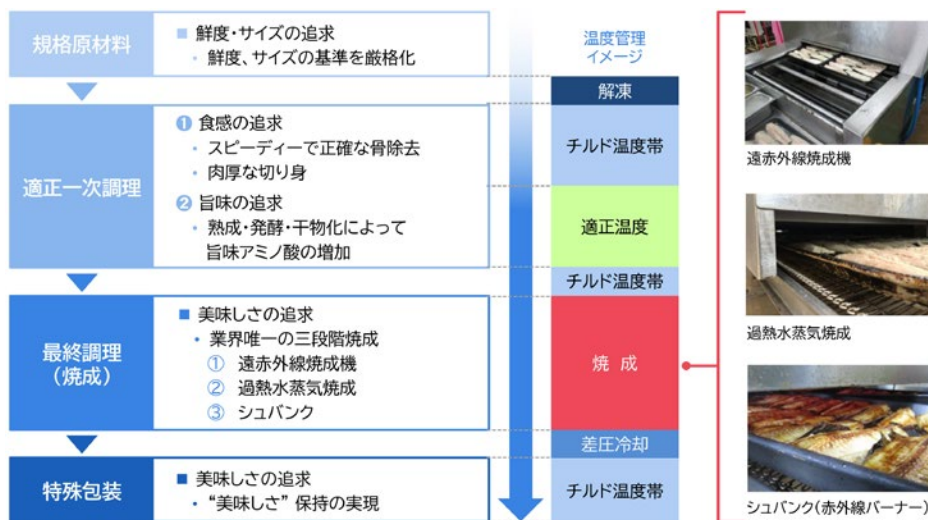 規格原材料
■ 鮮度・サイズの追求
・ 鮮度、サイズの基準を厳格化
適正一次調理
❶ 食感の追求
・ スピーディーで正確な骨除去
・ 肉厚な切り身
❷ 旨味の追求
・ 熟成・発酵・干物化によって
旨味アミノ酸の増加
最終調理
(焼成)
■ 美味しさの追求
・ 業界唯一の三段階焼成
① 遠赤外線焼成機
② 過熱水蒸気焼成
③ シュバンク
特殊包装
■ 美味しさの追求
・ “美味しさ” 保持の実現
温度管理
イメージ
解凍
チルド温度帯
適正温度
チルド温度帯
焼 成
差圧冷却
チルド温度帯
遠赤外線焼成機
過熱水蒸気焼成
シュバンク(赤外線バーナー)